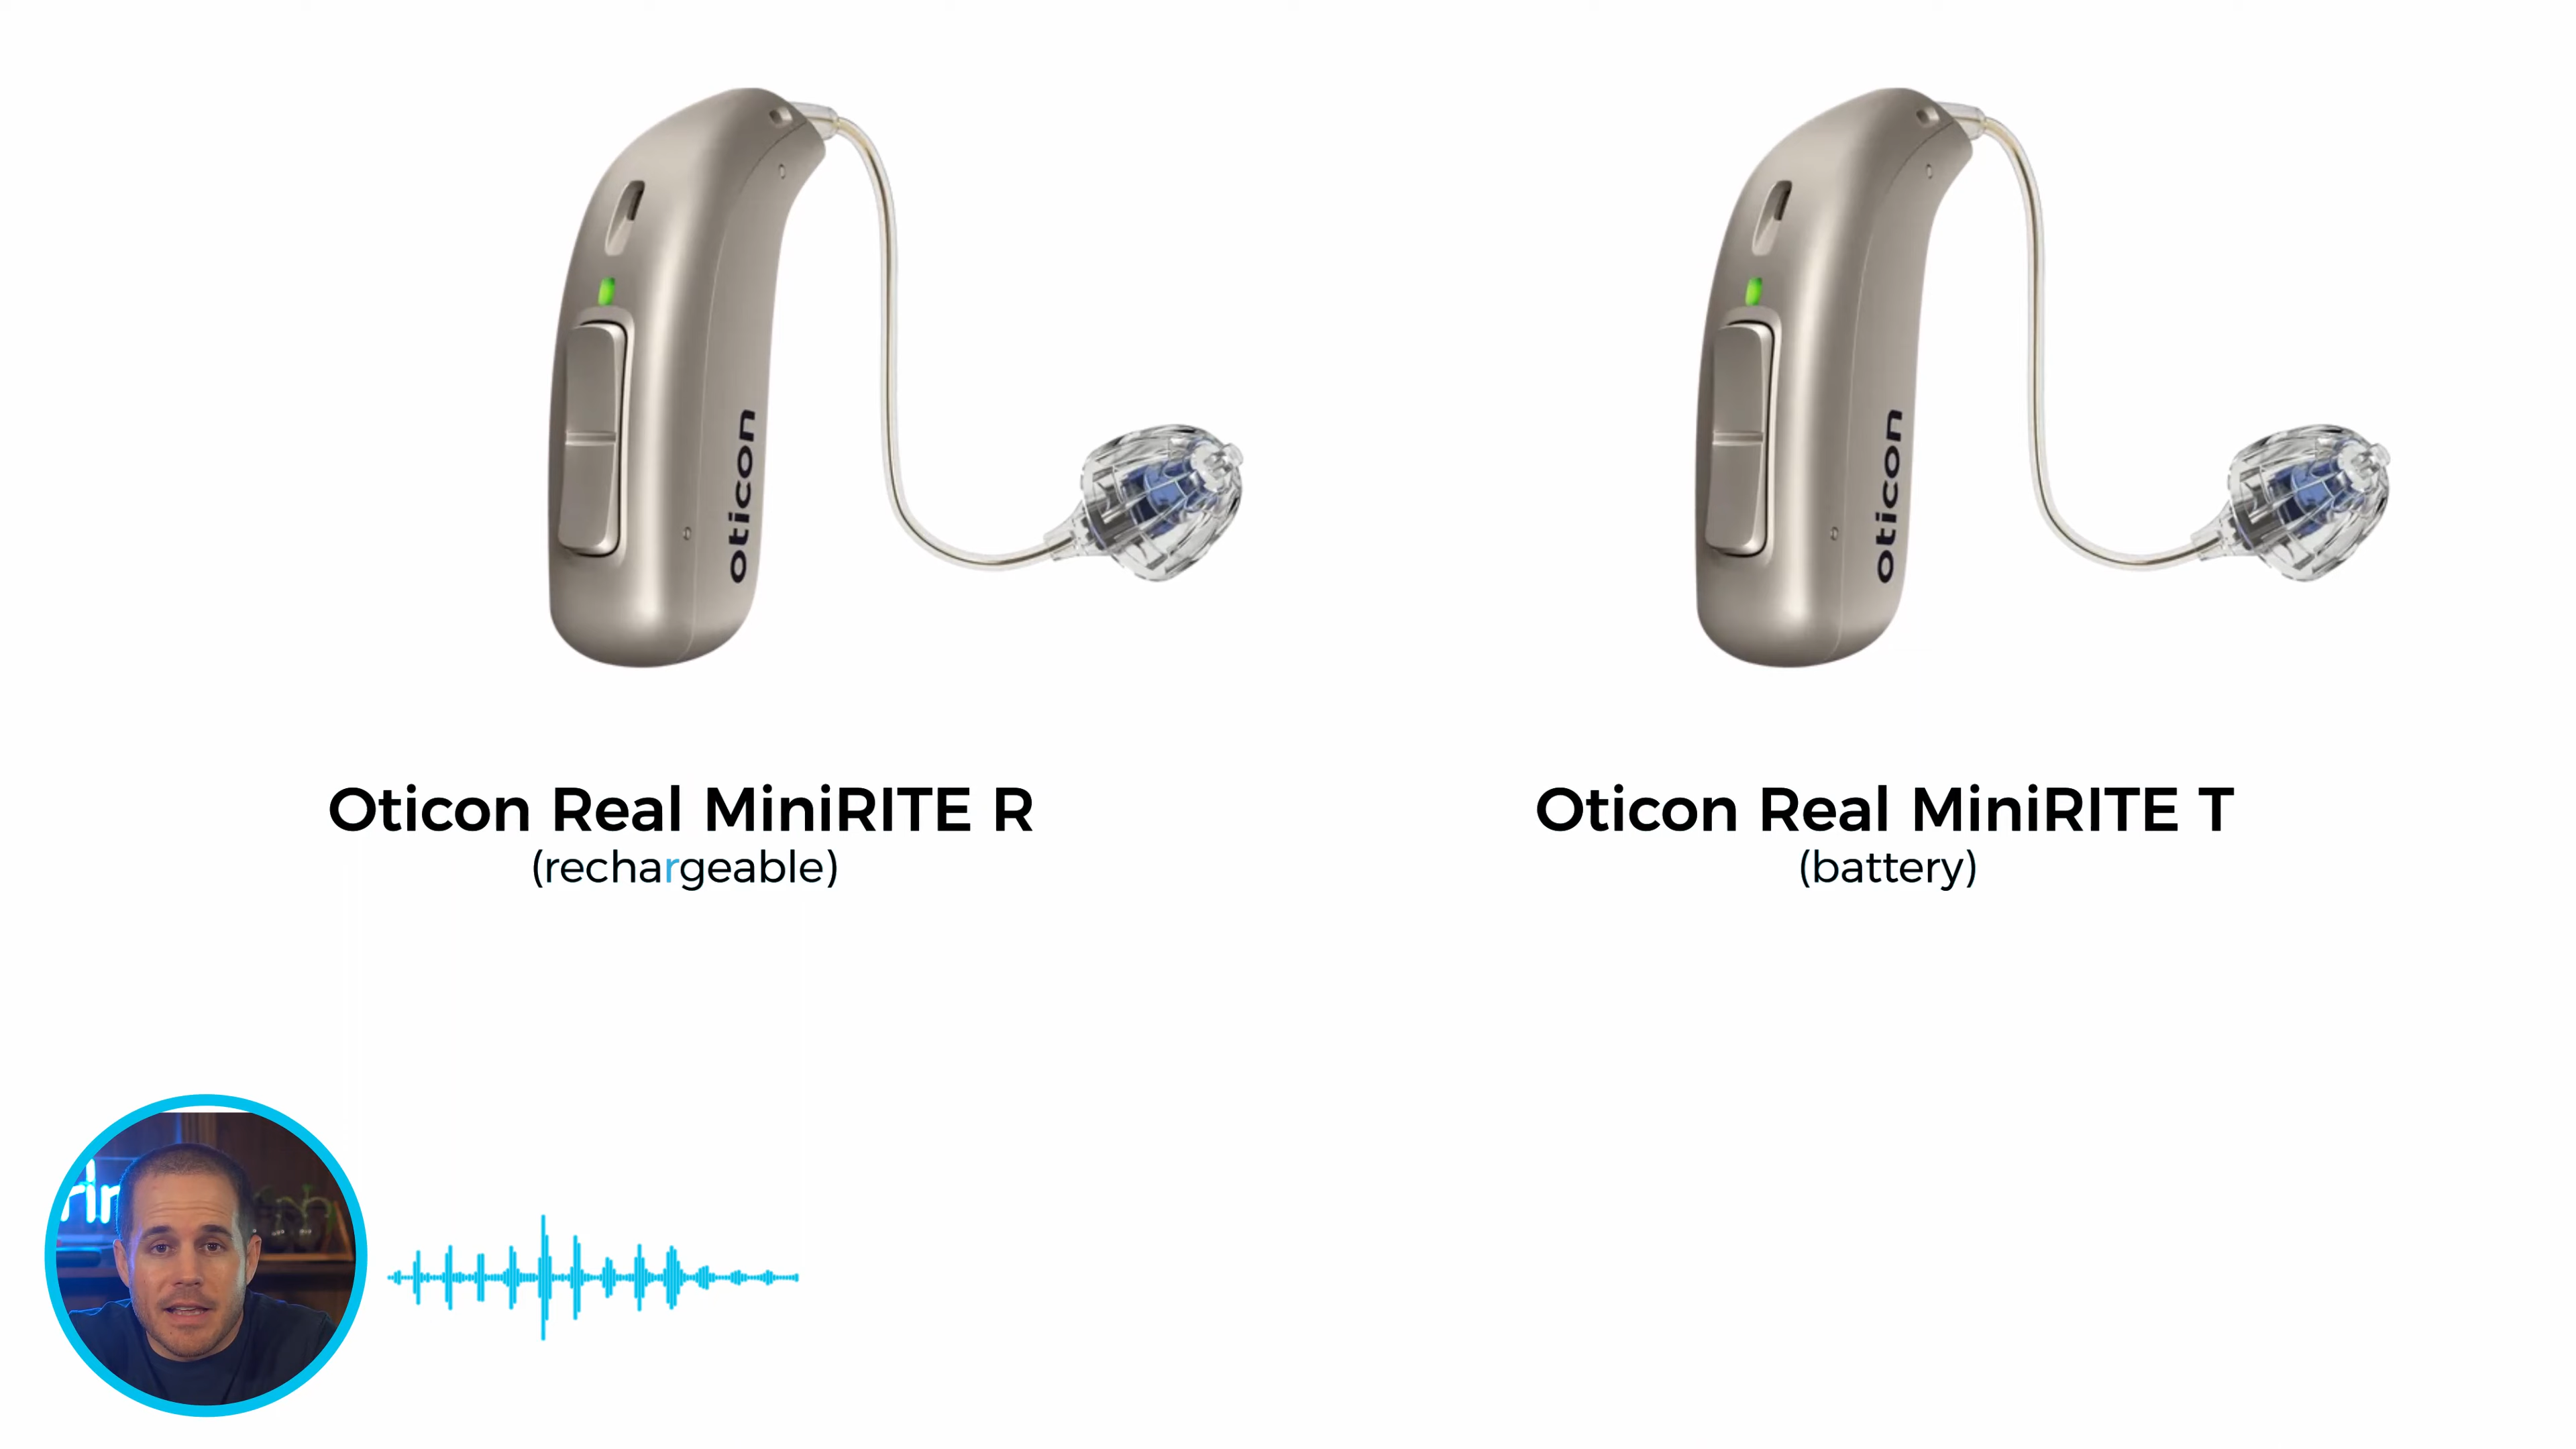 oticon
oticon
Oticon Real MiniRITE R
(rechargeable)
Oticon Real MiniRITE T
(battery)